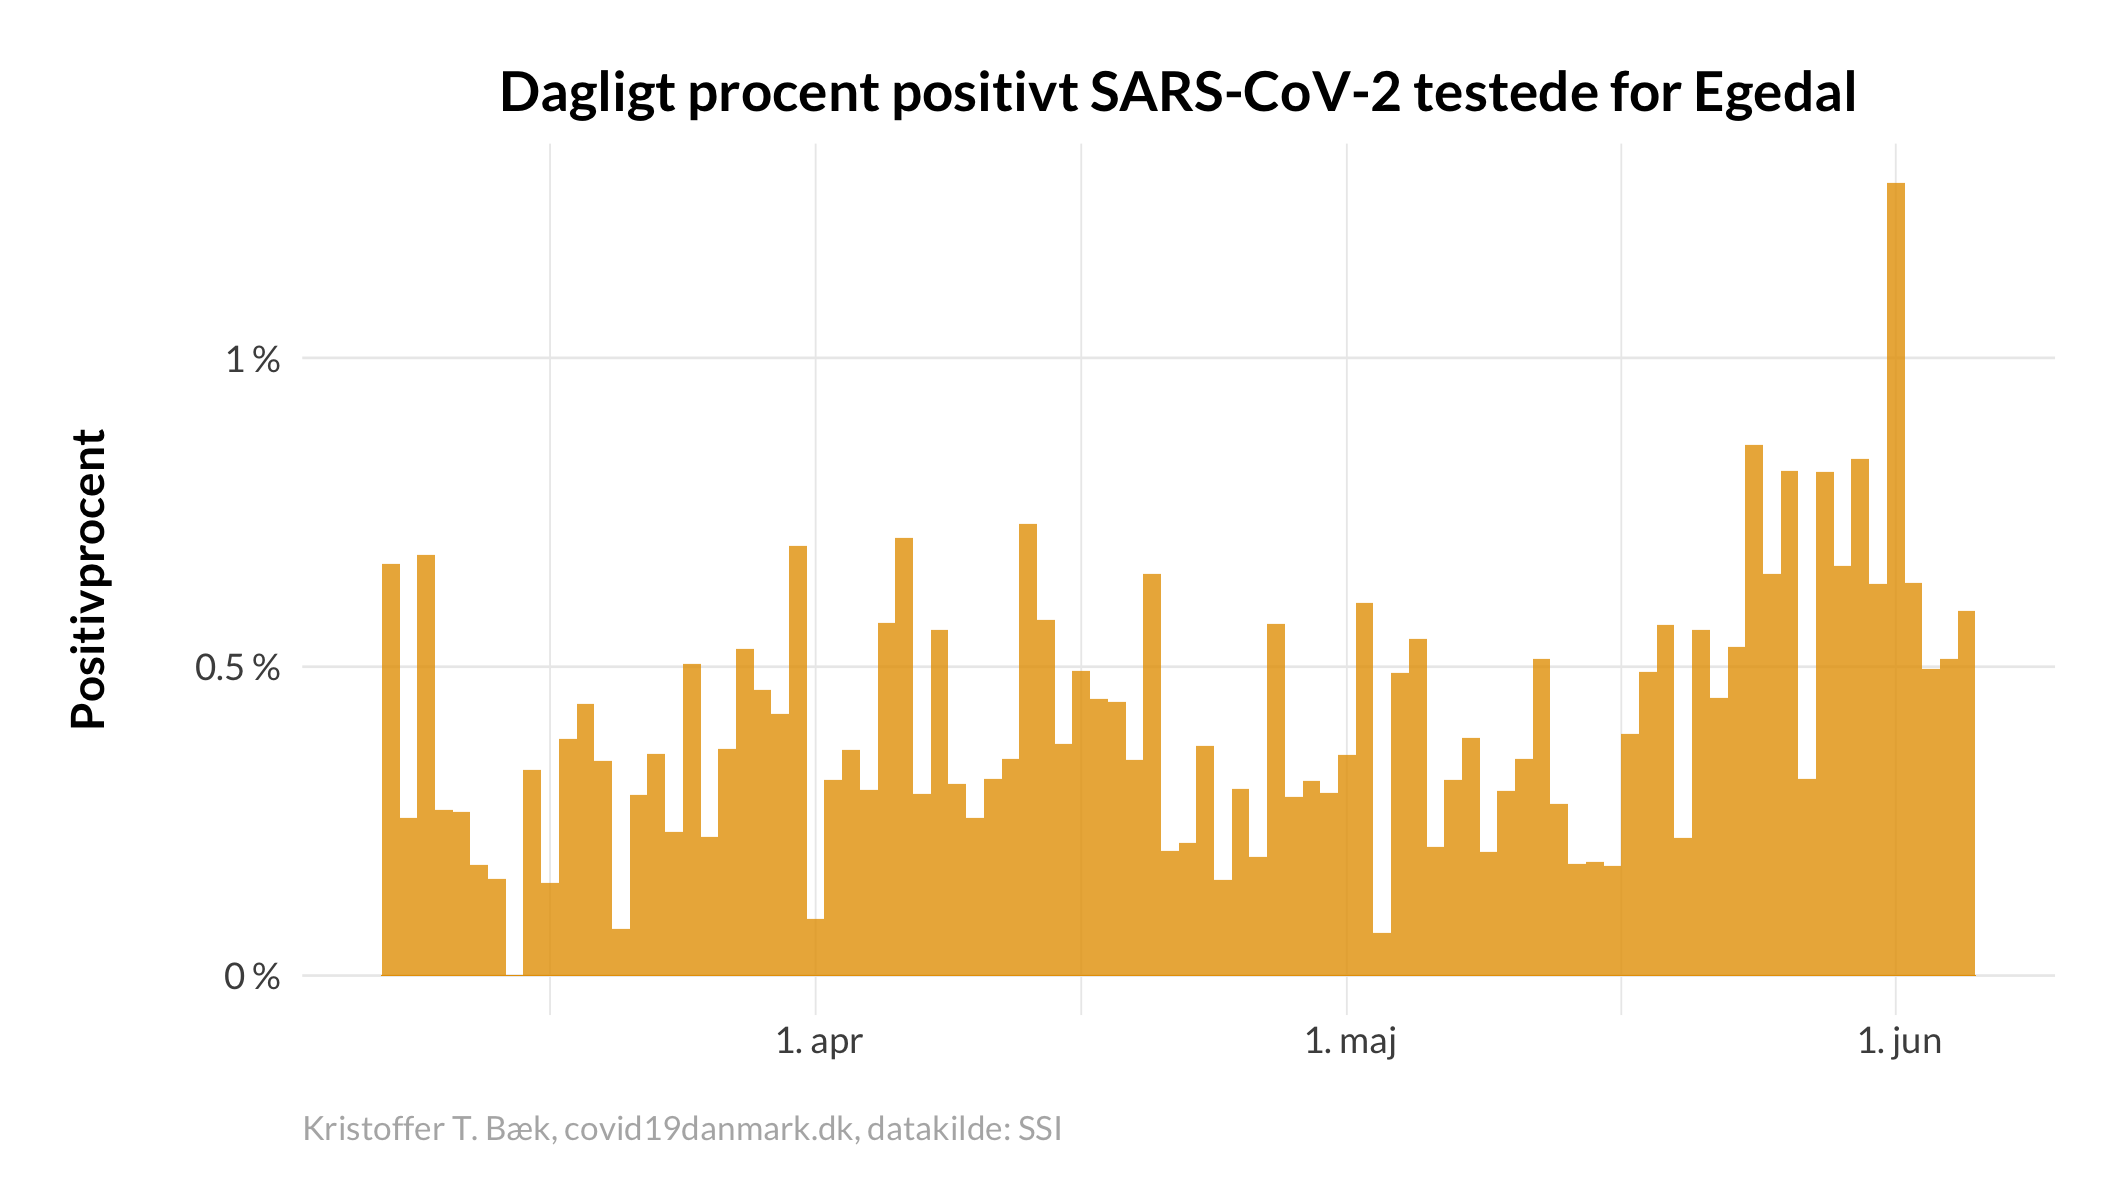 Dagligt procent positivt SARS-CoV-2 testede for Egedal
Positivprocent
1 %
0.5 %
0 %
1. apr
1. maj
1. jun
Kristoffer T. Bæk, covid19danmark.dk, datakilde: SSI